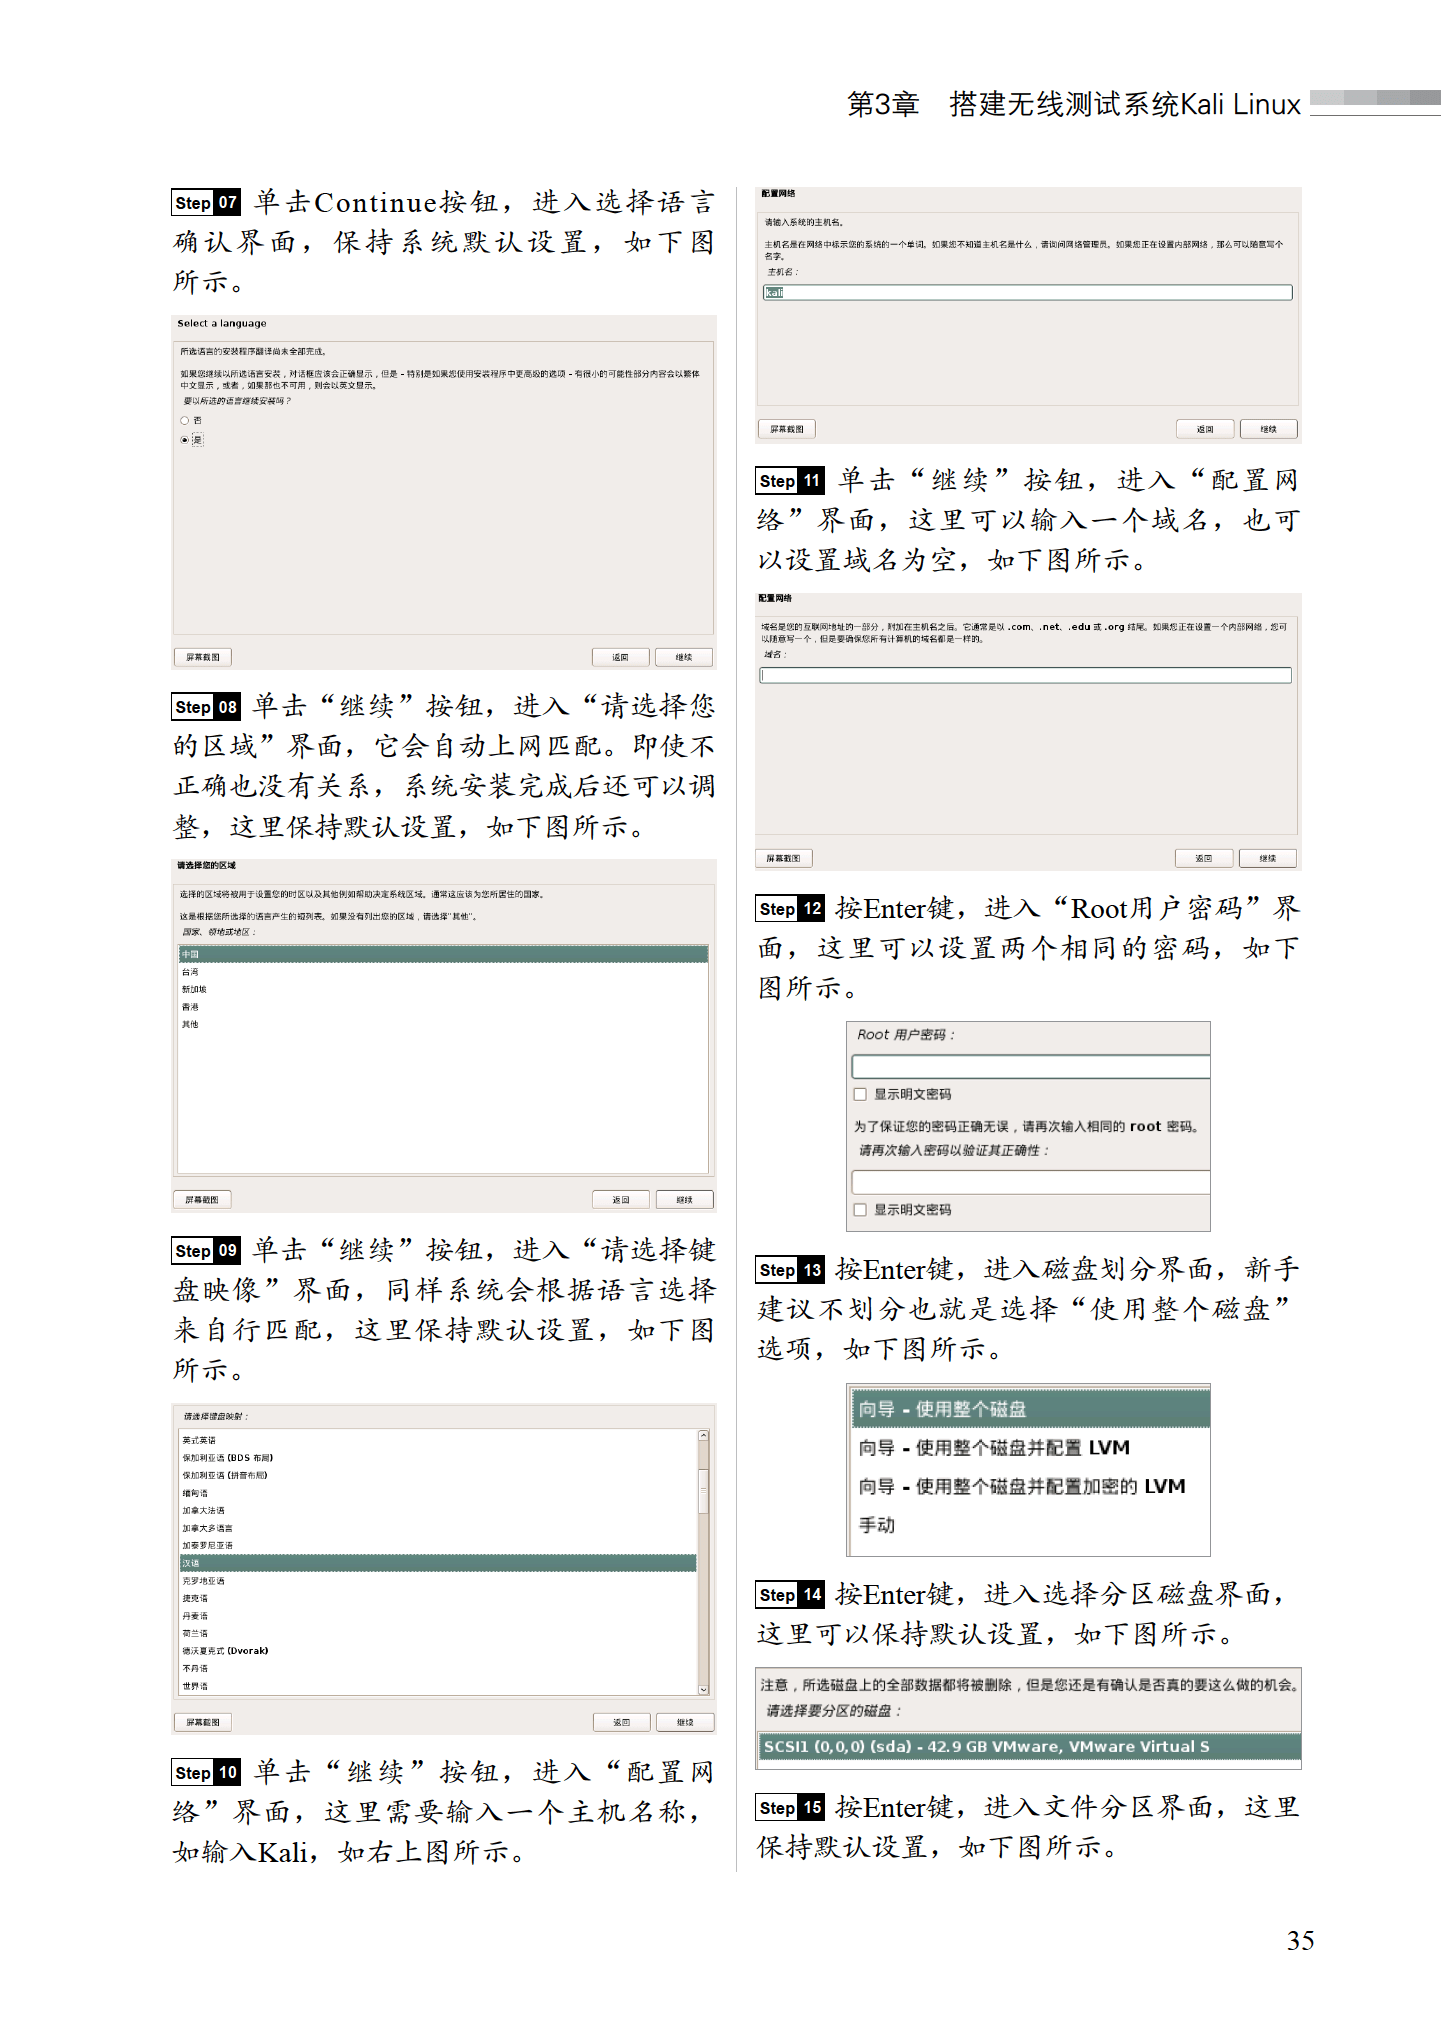 第3章 搭建无线测试系统Kali Linux
Step 07 单击Continue按钮，进入选择语言
确认界面，保持系统默认设置，如下图
所示。
Select a language
所选语言的安装程序翻译尚未全部完成。
如果您继续以所选语言安装，对话框应该会正确显示，但是 - 特别是如果您使用安装程序中更高级的选项 - 有很小的可能性部分内容会以繁体
中文显示，或者，如果那也不可用，则会以英文显示。
要以所选的语言继续安装吗？
否
是
屏幕截图 返回 继续
Step 08 单击“继续”按钮，进入“请选择您
的区域”界面，它会自动上网匹配。即使不
正确也没有关系，系统安装完成后还可以调
整，这里保持默认设置，如下图所示。
请选择您的区域
选择的区域将被用于设置您的时区以及其他例如帮助决定系统区域。通常这应该为您所居住的国家。
这是根据您所选择的语言产生的短列表。如果没有列出您的区域，请选择“其他”。
国家、领地或地区：
中国
台湾
新加坡
香港
其他
屏幕截图 返回 继续
Step 09 单击“继续”按钮，进入“请选择键
盘映像”界面，同样系统会根据语言选择
来自行匹配，这里保持默认设置，如下图
所示。
请选择键盘映射：
英式英语
保加利亚语 (BDS 布局)
保加利亚语 (拼音布局)
缅甸语
加拿大法语
加拿大多语言
加泰罗尼亚语
汉语
克罗地亚语
捷克语
丹麦语
荷兰语
德沃夏克式 (Dvorak)
不丹语
世界语
屏幕截图 返回 继续
Step 10 单击“继续”按钮，进入“配置网
络”界面，这里需要输入一个主机名称，
如输入Kali，如右上图所示。
配置网络
请输入系统的主机名。
主机名是在网络中标示您的系统的一个单词。如果您不知道主机名是什么，请询问网络管理员。如果您正在设置内部网络，那么可以随意写个
名字。
主机名：
kali
屏幕截图 返回 继续
Step 11 单击“继续”按钮，进入“配置网
络”界面，这里可以输入一个域名，也可
以设置域名为空，如下图所示。
配置网络
域名是您的互联网地址的一部分，附加在主机名之后。它通常是以 .com、.net、.edu 或 .org 结尾。如果您正在设置一个内部网络，您可
以随意写一个，但是要确保您所有计算机的域名都是一样的。
域名：
屏幕截图 返回 继续
Step 12 按Enter键，进入“Root用户密码”界
面，这里可以设置两个相同的密码，如下
图所示。
Root 用户密码：
显示明文密码
为了保证您的密码正确无误，请再次输入相同的 root 密码。
请再次输入密码以验证其正确性：
显示明文密码
Step 13 按Enter键，进入磁盘划分界面，新手
建议不划分也就是选择“使用整个磁盘”
选项，如下图所示。
向导 - 使用整个磁盘
向导 - 使用整个磁盘并配置 LVM
向导 - 使用整个磁盘并配置加密的 LVM
手动
Step 14 按Enter键，进入选择分区磁盘界面，
这里可以保持默认设置，如下图所示。
注意，所选磁盘上的全部数据都将被删除，但是您还是有确认是否真的要这么做的机会。
请选择要分区的磁盘：
SCSI1 (0,0,0) (sda) - 42.9 GB VMware, VMware Virtual S
Step 15 按Enter键，进入文件分区界面，这里
保持默认设置，如下图所示。
35